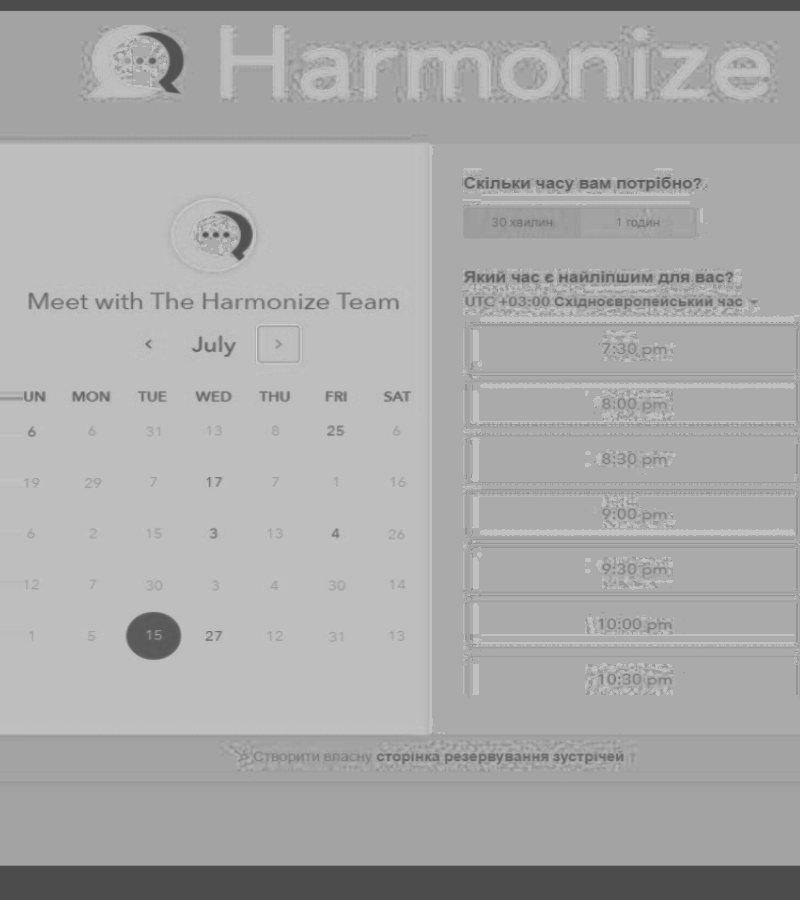 Harmonize
Meet with The Harmonize Team
July
UN MON TUE WED THU FRI SAT
6 6 31 13 8 25 6
19 29 7 17 7 1 16
6 2 15 3 13 4 26
12 7 30 3 4 30 14
1 5 15 27 12 31 13
Скільки часу вам потрібно?
30 хвилин 1 годин
Який час є найліпшим для вас?
UTC +03:00 Східноєвропейський час
7:30 pm
8:00 pm
8:30 pm
9:00 pm
9:30 pm
10:00 pm
10:30 pm
Створити власну сторінка резервування зустрічей